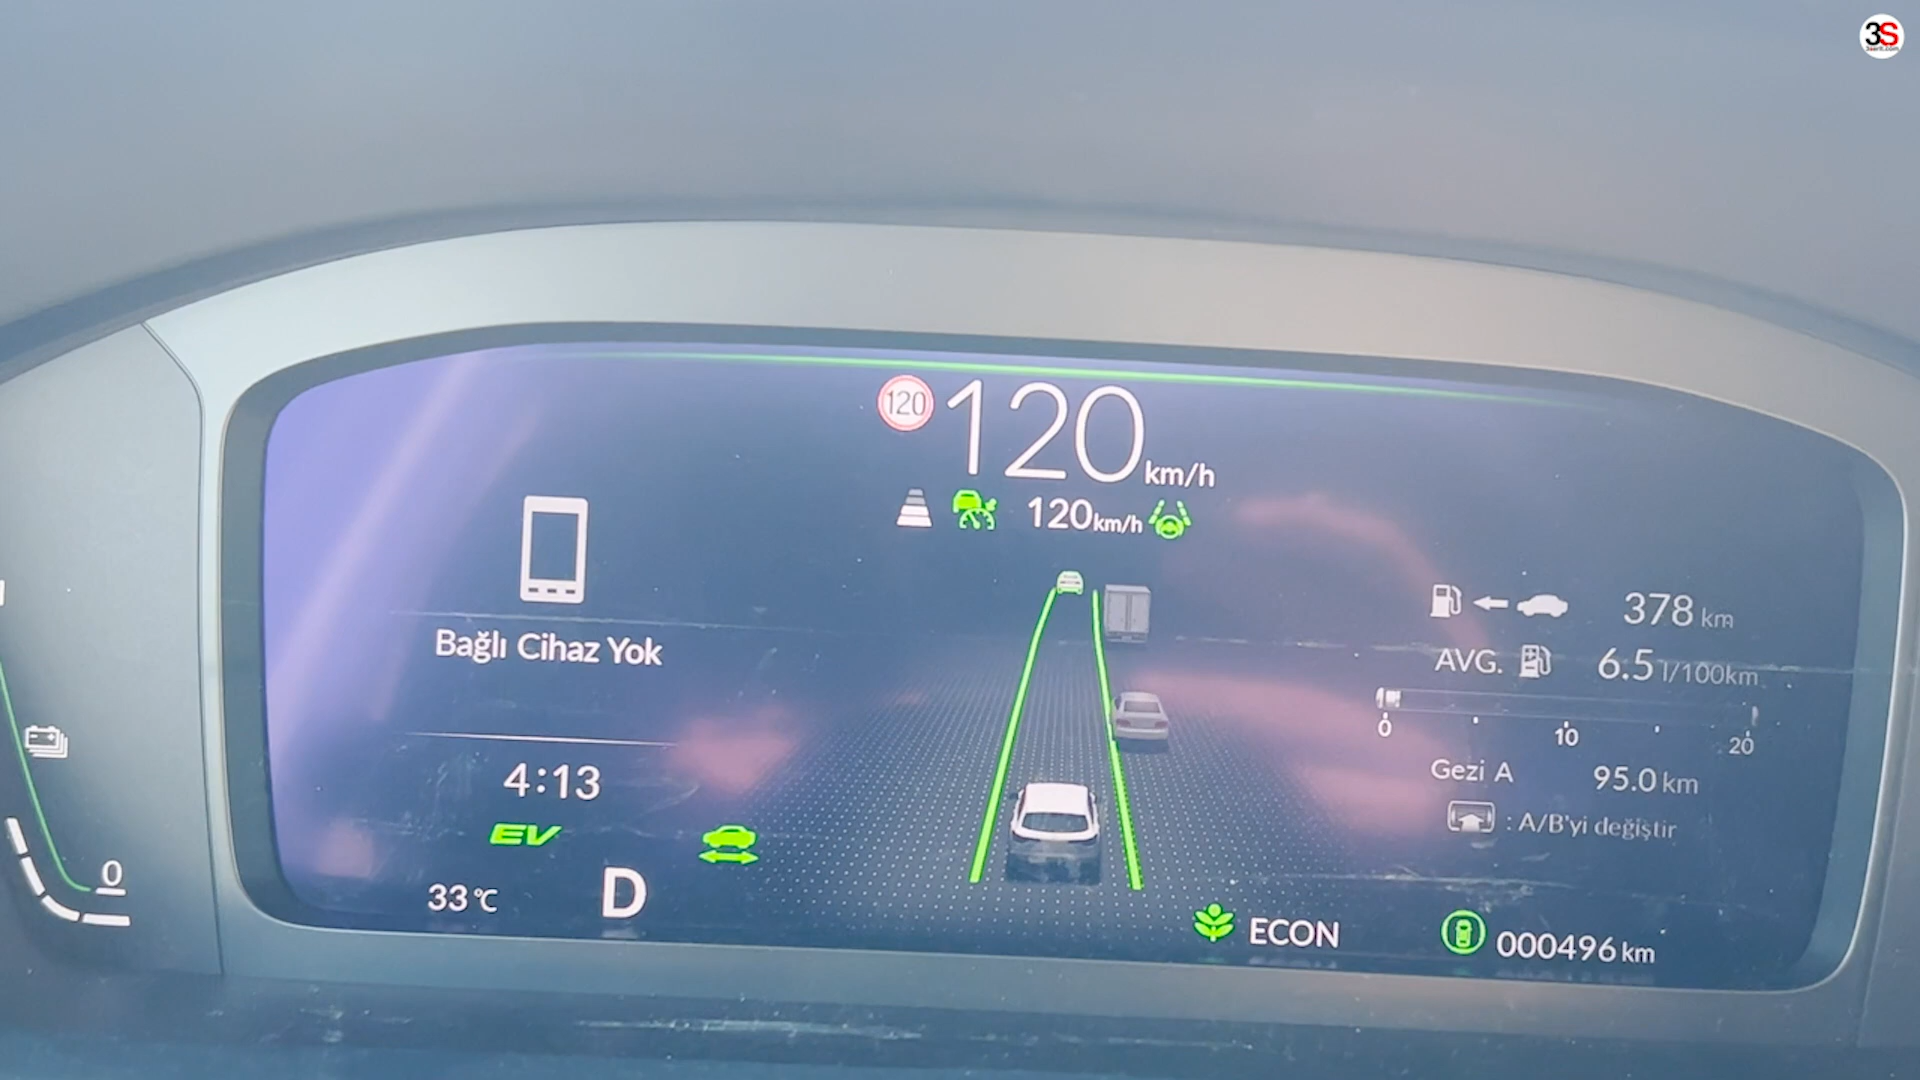 3S
120
120 km/h
120 km/h
Bağlı Cihaz Yok
378 km
AVG. 6.5 l/100km
0 10 20
Gezi A 95.0 km
: A/B'yi değiştir
4:13
EV
0
33 °C
D
ECON
000496 km